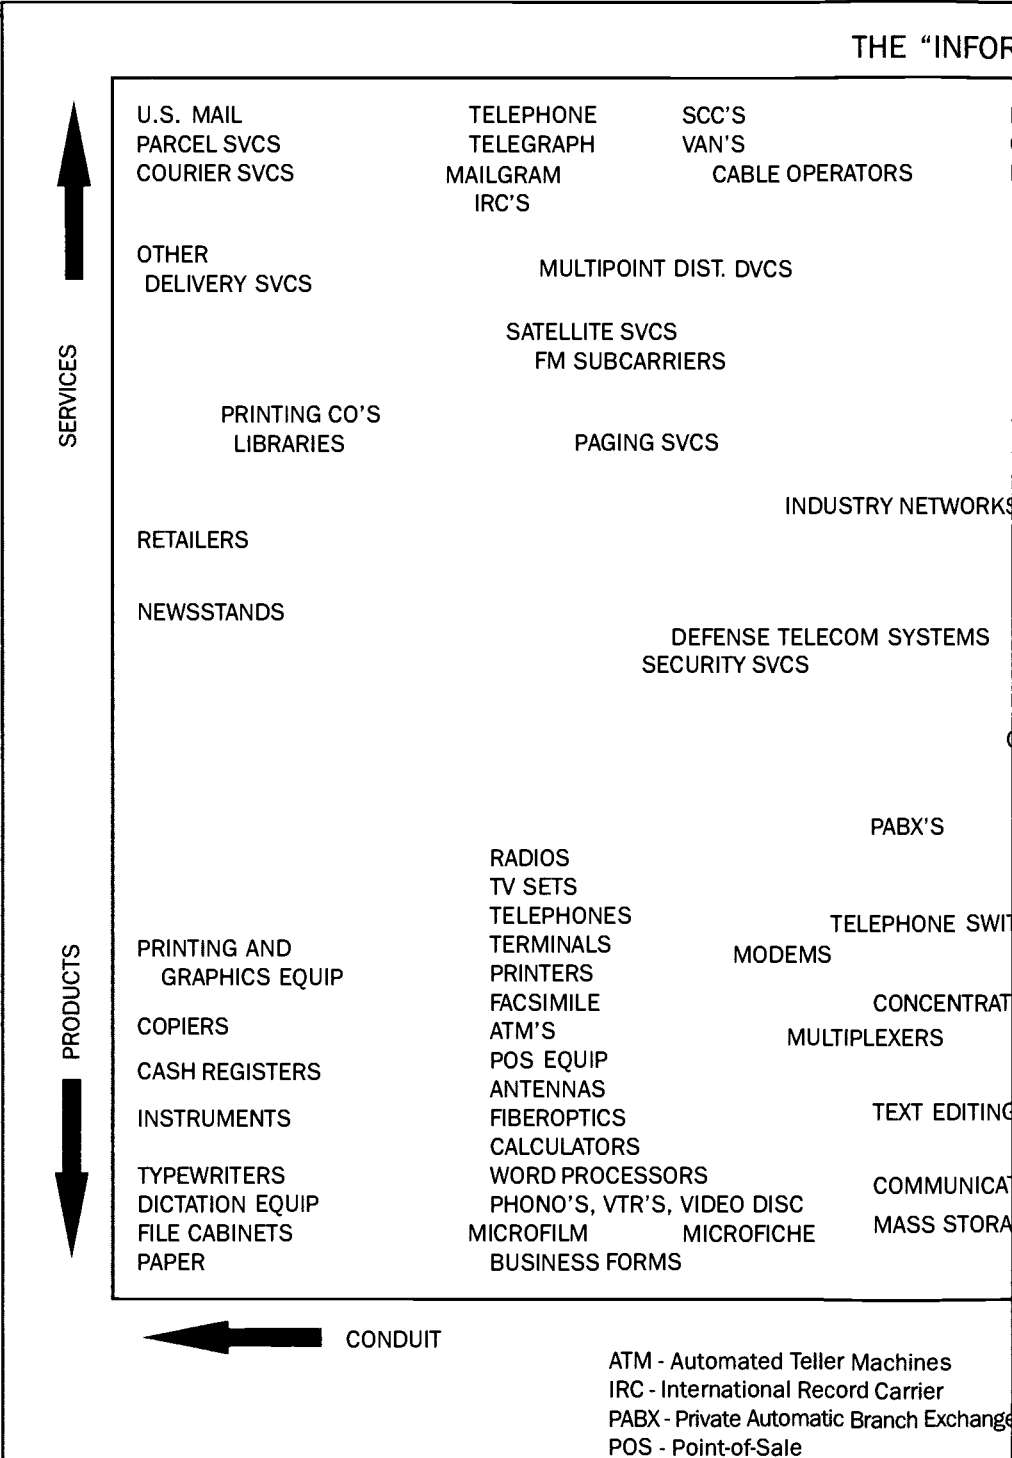 THE “INFOR
U.S. MAIL TELEPHONE SCC'S
PARCEL SVCS TELEGRAPH VAN'S
COURIER SVCS MAILGRAM CABLE OPERATORS
IRC'S
OTHER
DELIVERY SVCS
MULTIPOINT DIST. DVCS
SATELLITE SVCS
FM SUBCARRIERS
SERVICES
PRINTING CO'S
LIBRARIES PAGING SVCS
INDUSTRY NETWORKS
RETAILERS
NEWSSTANDS
DEFENSE TELECOM SYSTEMS
SECURITY SVCS
PABX'S
RADIOS
TV SETS
TELEPHONES
TELEPHONE SWIT
PRODUCTS
PRINTING AND TERMINALS
MODEMS
GRAPHICS EQUIP PRINTERS
FACSIMILE CONCENTRAT
COPIERS ATM'S
MULTIPLEXERS
POS EQUIP
CASH REGISTERS
ANTENNAS
INSTRUMENTS FIBEROPTICS TEXT EDITING
CALCULATORS
TYPEWRITERS WORD PROCESSORS
COMMUNICAT
DICTATION EQUIP PHONO'S, VTR'S, VIDEO DISC
FILE CABINETS MICROFILM MICROFICHE MASS STORA
PAPER BUSINESS FORMS
CONDUIT
ATM - Automated Teller Machines
IRC - International Record Carrier
PABX - Private Automatic Branch Exchange
POS - Point-of-Sale